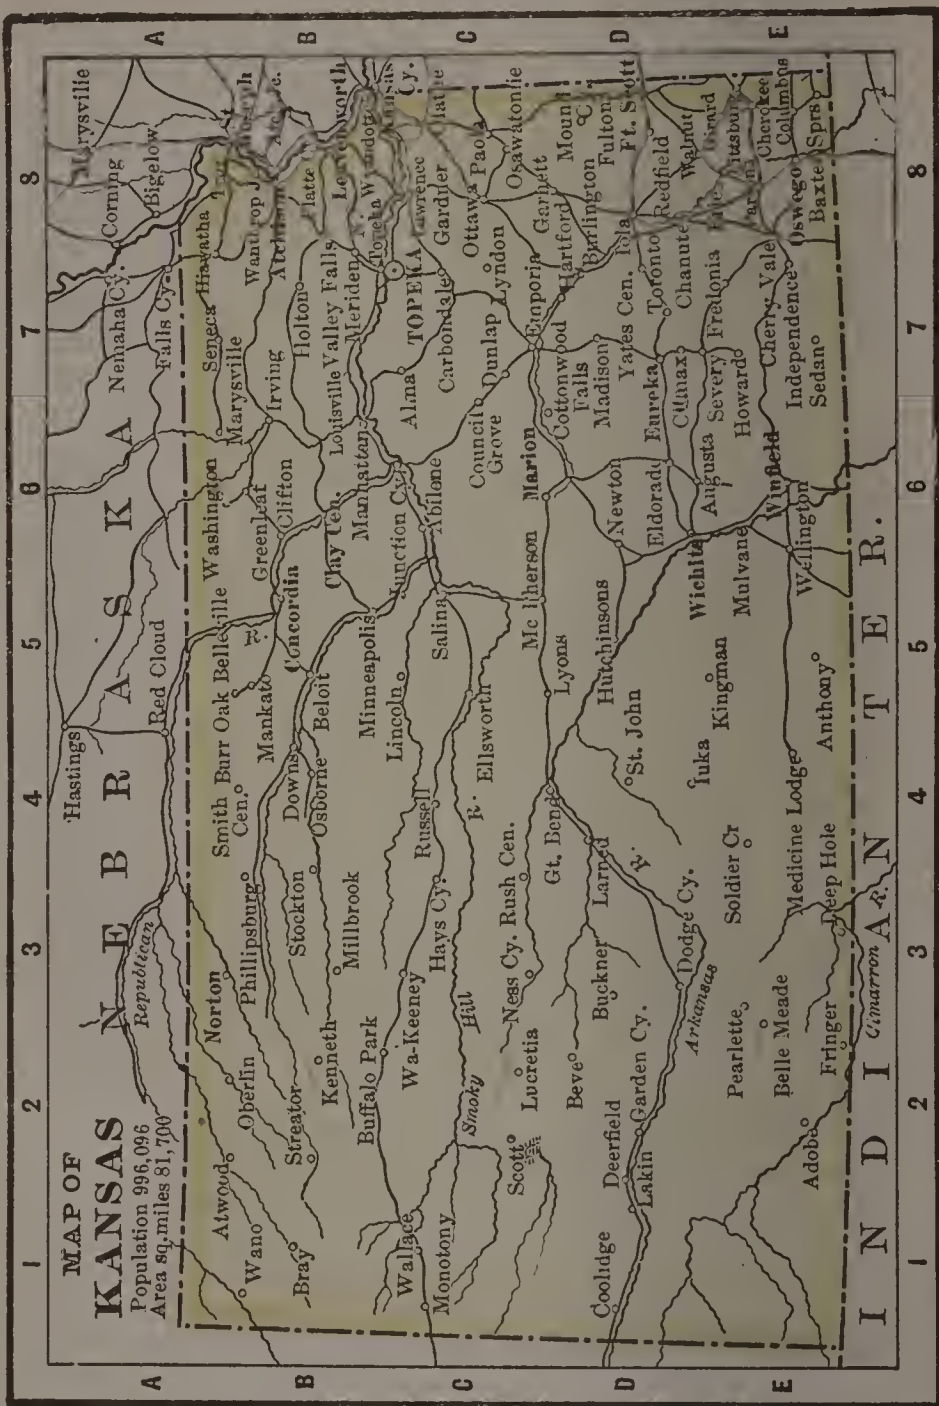 MAP OF
KANSAS
Population 996,096
Area sq. miles 81,700
1
2
3
4
5
6
7
8
A
B
C
D
E
A
B
C
D
E
NEBRASKA
INDIAN TER.
Hastings
Red Cloud
Republican
Nemaha Cy.
Falls Cy.
Corning
Bigelow
Marysville
Wano
Atwood
Oberlin
Norton
Phillipsburg
Smith
Cen.
Burr Oak
Belleville
Washington
Marysville
Seneca
Hiawatha
Bray
Streator
Kenneth
Millbrook
Stockton
Osborne
Downs
Mankato
Beloit
Concordia
R.
Greenleaf
Clifton
Clay Cen.
Irving
Holton
Winthrop J.
Atchison
Platte
Leavenworth
N.
Topeka
Wyandotte
Kansas
Cy.
St.
Joseph
Wallace
Monotony
Buffalo Park
Wa-Keeney
Hays Cy.
Russell
Lincoln
Minneapolis
Ellsworth
Salina
Abilene
Junction Cy.
Manhattan
Louisville
Valley Falls
Meriden
TOPEKA
Alma
Carbondale
Lawrence
Gardner
Olathe
Smoky
Hill
R.
Scott
Lucretia
Ness Cy.
Rush Cen.
Beve
Buckner
Larned
Gt. Bend
Lyons
Mc Pherson
Marion
Council
Grove
Dunlap
Lyndon
Ottawa
Paola
Osawatomie
Emporia
Cottonwood
Falls
Hartford
Burlington
Garnett
Mound
C.
Fulton
Ft. Scott
Coolidge
Lakin
Deerfield
Garden Cy.
Dodge Cy.
Arkansas
R.
St. John
Hutchinsons
Newton
Eldorado
Madison
Yates Cen.
Iola
Toronto
Eureka
Chanute
Redfield
Walnut
Girard
Pearlette
Belle Meade
Soldier Cr
Iuka
Kingman
Wichita
Mulvane
Augusta
Climax
Severy
Howard
Fredonia
Cherry Vale
Parsons
Pittsburg
Cherokee
Columbus
Adobe
Fringer
Deep Hole
Medicine Lodge
Anthony
Wellington
Winfield
Sedan
Independence
Oswego
Baxter
Sprs
Cimarron R.